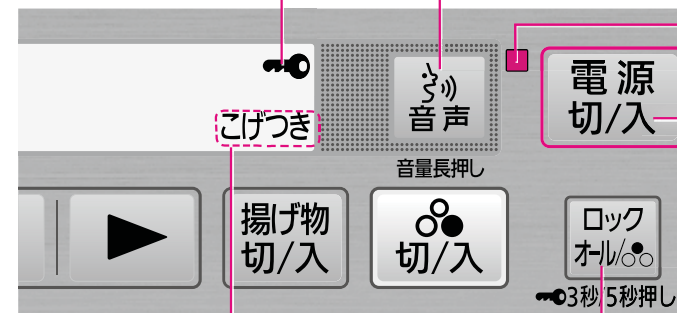 こげつき
音声
音量長押し
電源
切/入
揚げ物
切/入
切/入
ロック
オール/
3秒/5秒押し